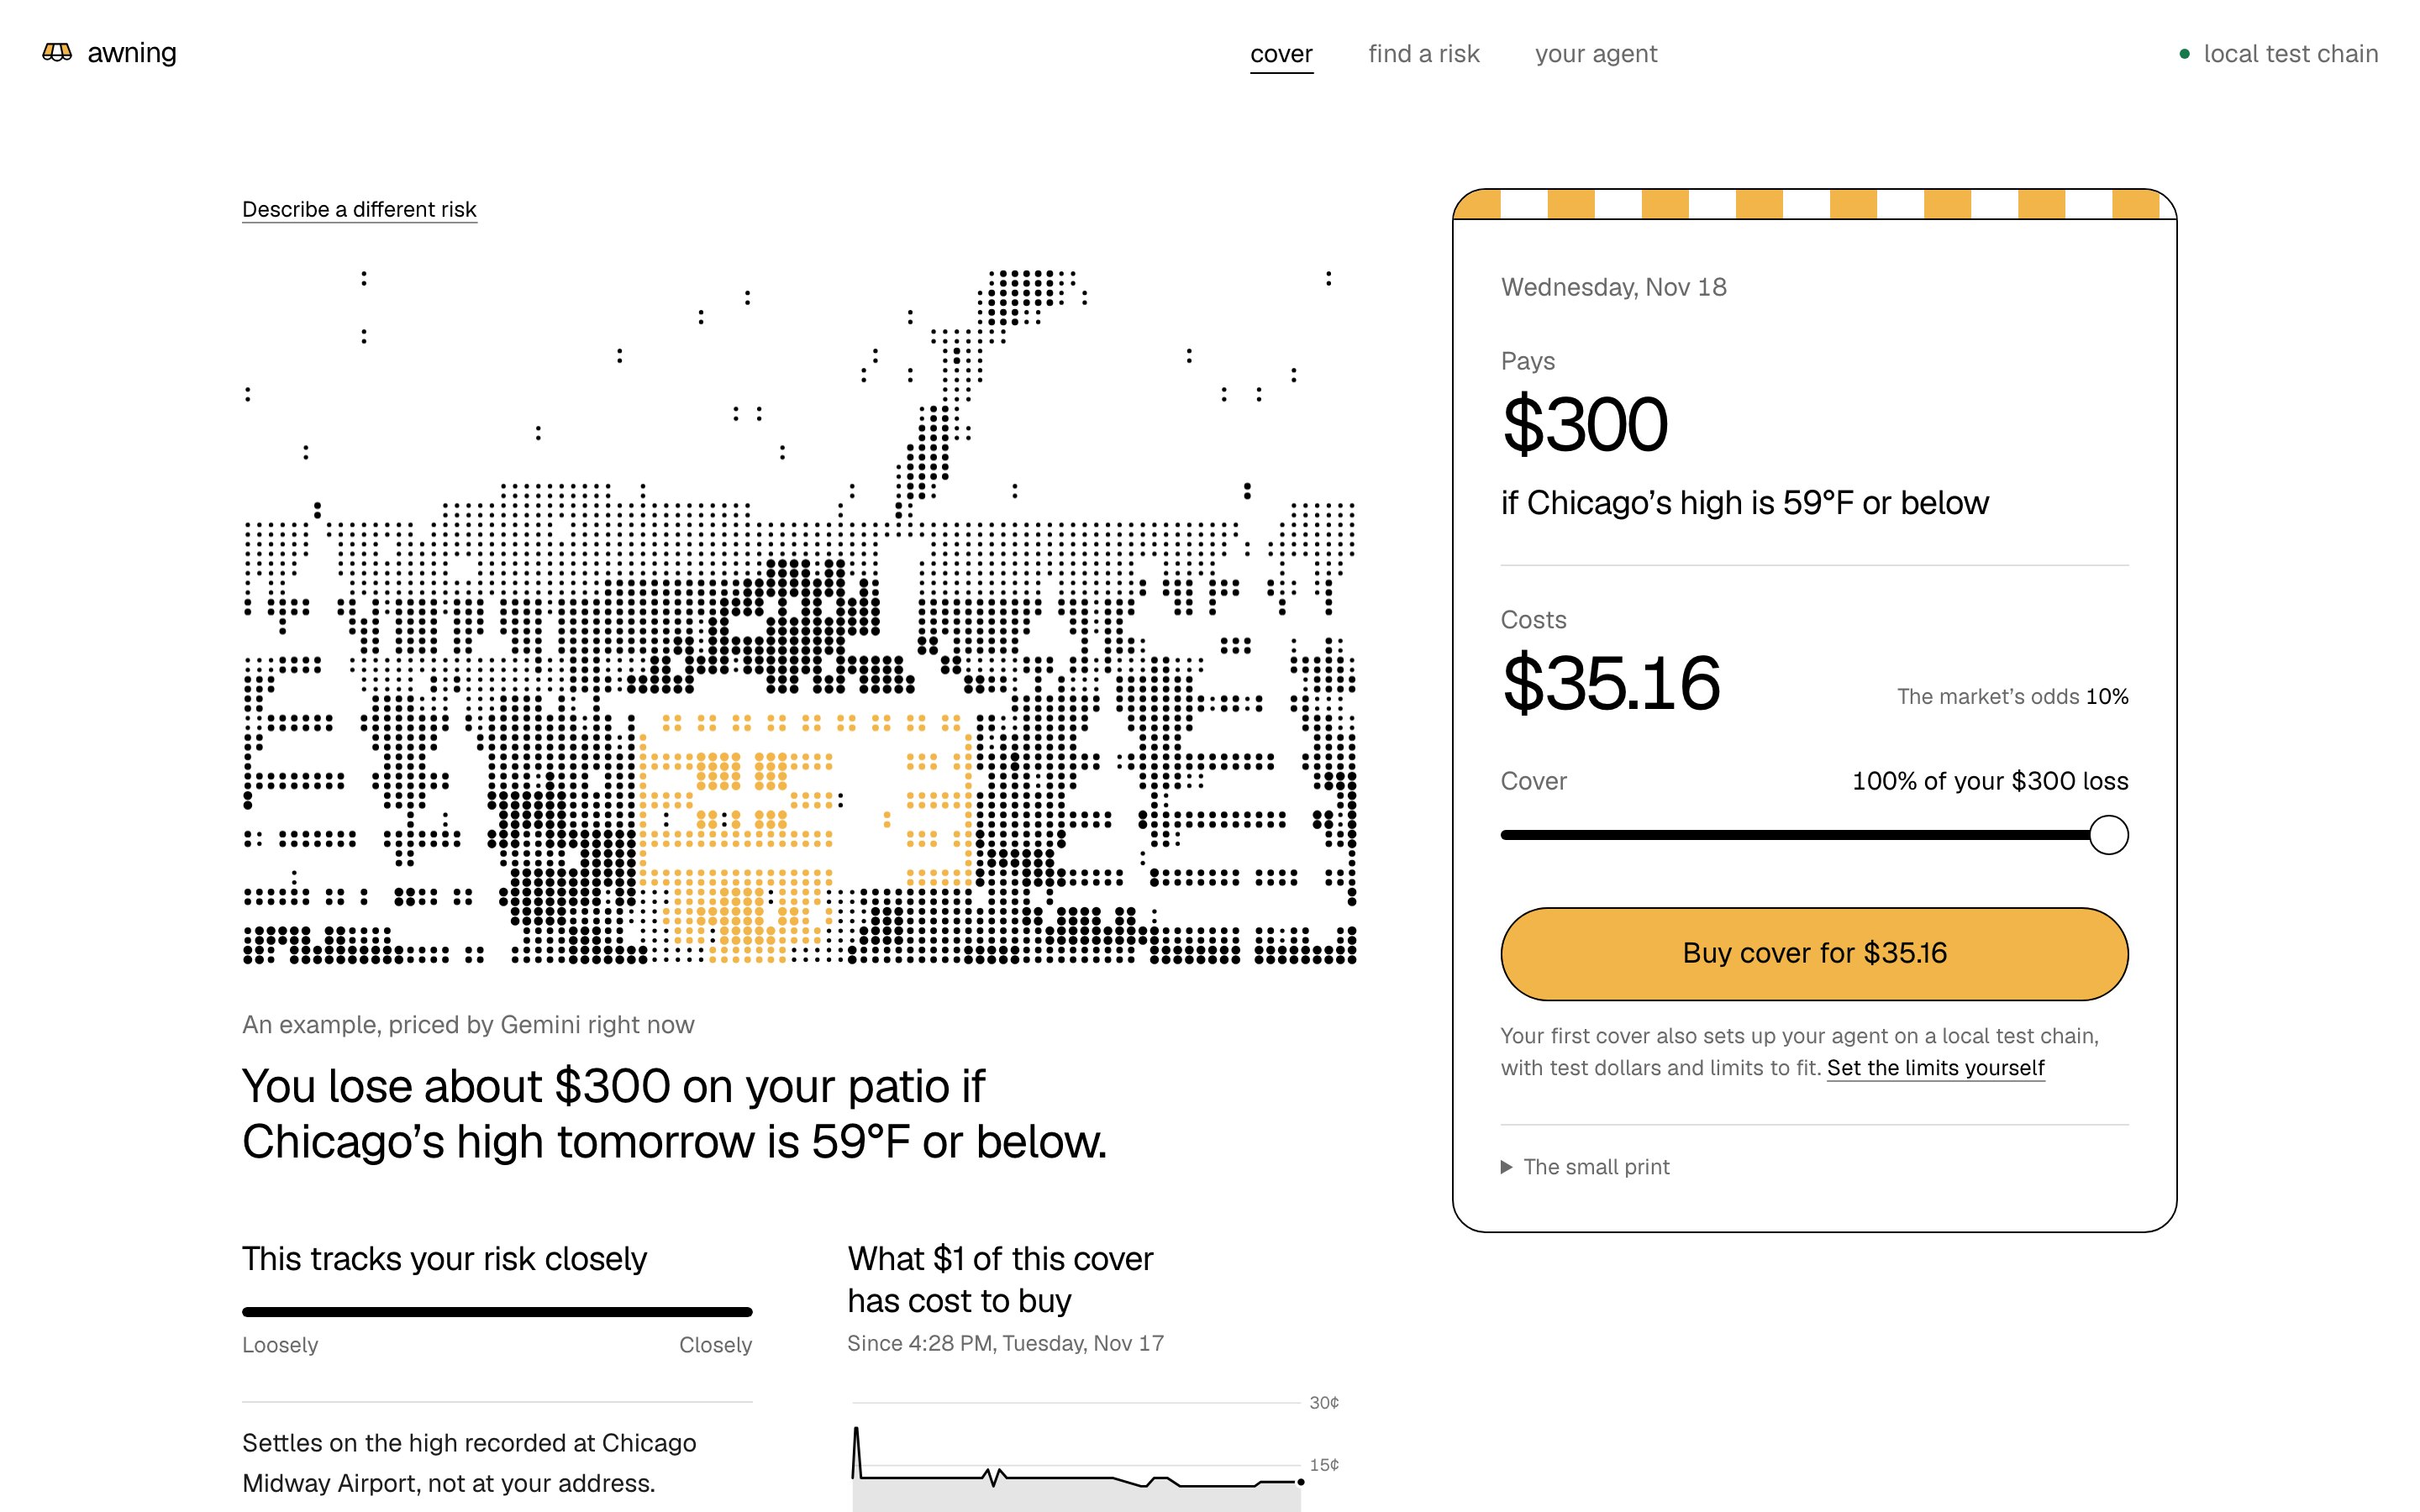 awning
cover
find a risk
your agent
local test chain
Describe a different risk
An example, priced by Gemini right now
You lose about $300 on your patio if
Chicago’s high tomorrow is 59°F or below.
This tracks your risk closely
Loosely
Closely
Settles on the high recorded at Chicago
Midway Airport, not at your address.
What $1 of this cover
has cost to buy
Since 4:28 PM, Tuesday, Nov 17
30¢
15¢
Wednesday, Nov 18
Pays
$300
if Chicago’s high is 59°F or below
Costs
$35.16
The market’s odds 10%
Cover
100% of your $300 loss
Buy cover for $35.16
Your first cover also sets up your agent on a local test chain,
with test dollars and limits to fit. Set the limits yourself
The small print